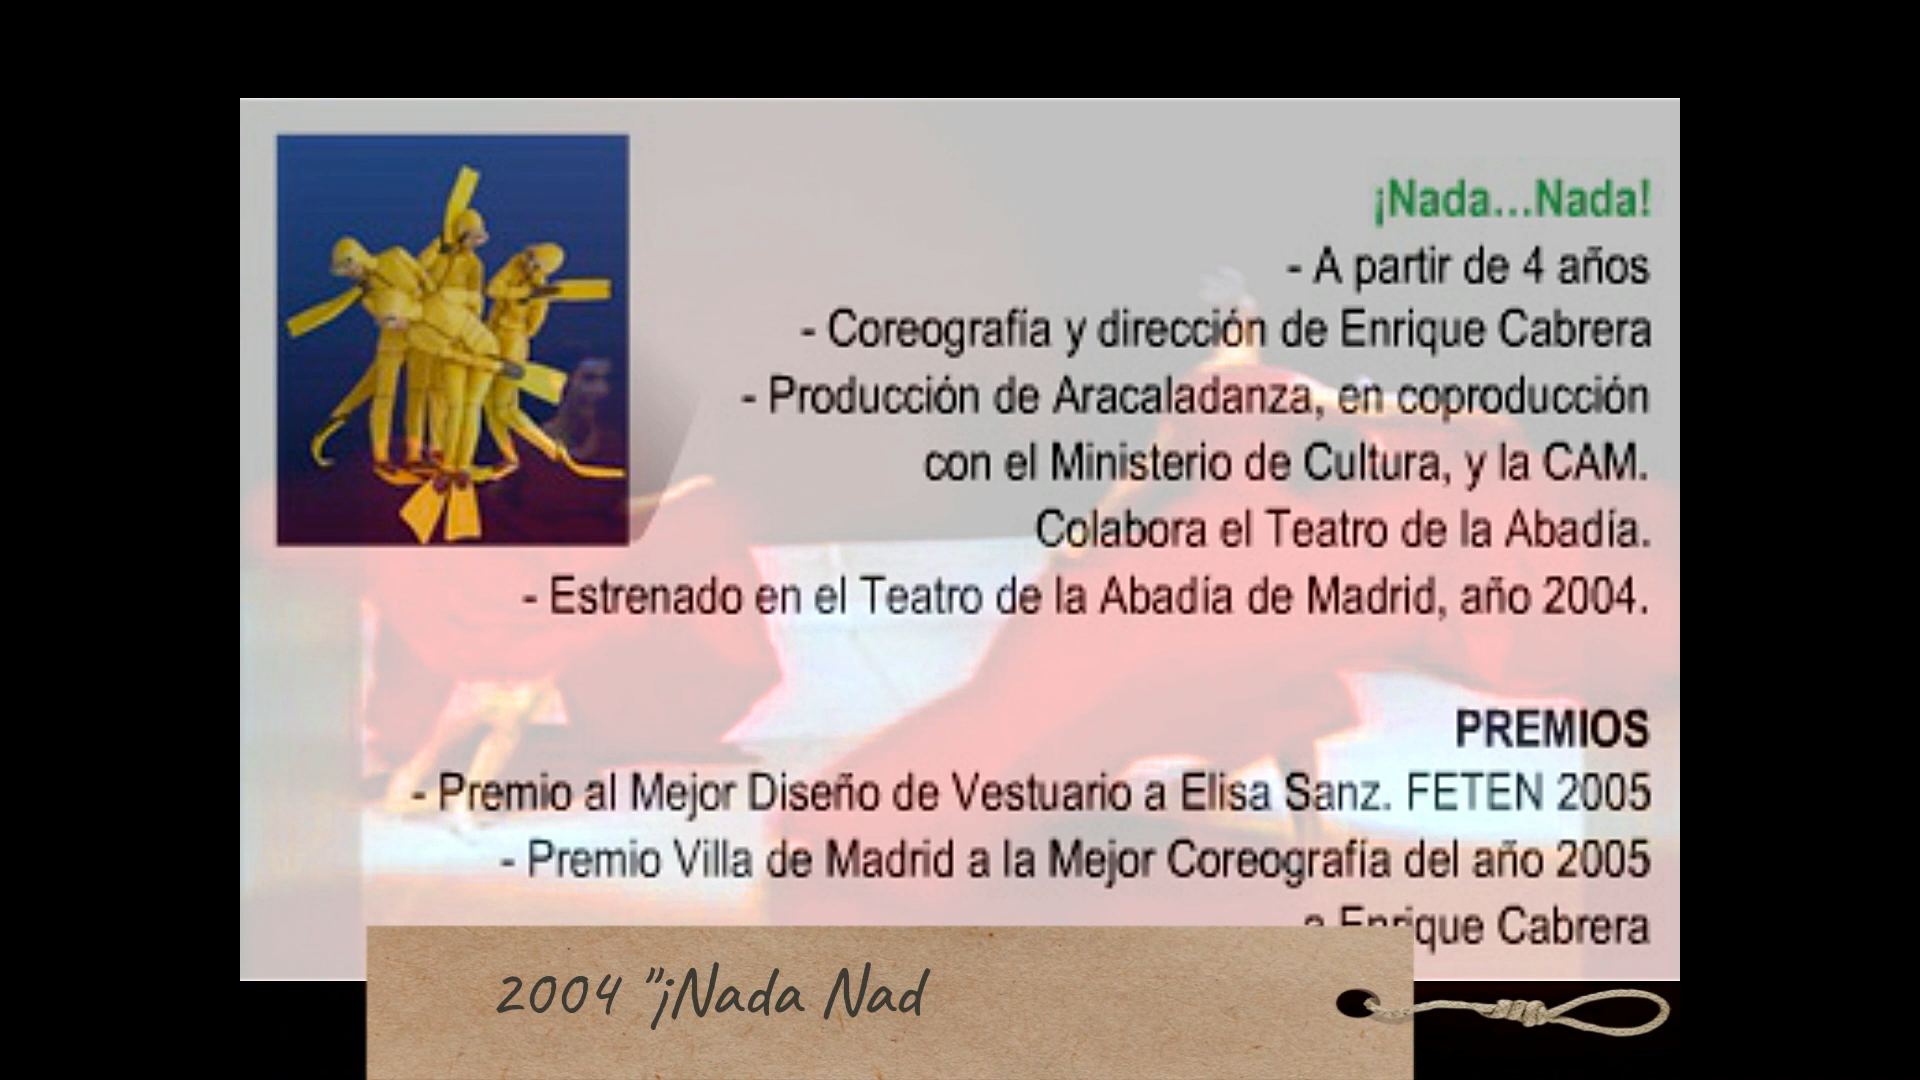 ¡Nada...Nada!
- A partir de 4 años
- Coreografía y dirección de Enrique Cabrera
- Producción de Aracaladanza, en coproducción
con el Ministerio de Cultura, y la CAM.
Colabora el Teatro de la Abadía.
- Estrenado en el Teatro de la Abadía de Madrid, año 2004.
PREMIOS
- Premio al Mejor Diseño de Vestuario a Elisa Sanz. FETEN 2005
- Premio Villa de Madrid a la Mejor Coreografía del año 2005
a Enrique Cabrera
2004 "¡Nada Nad